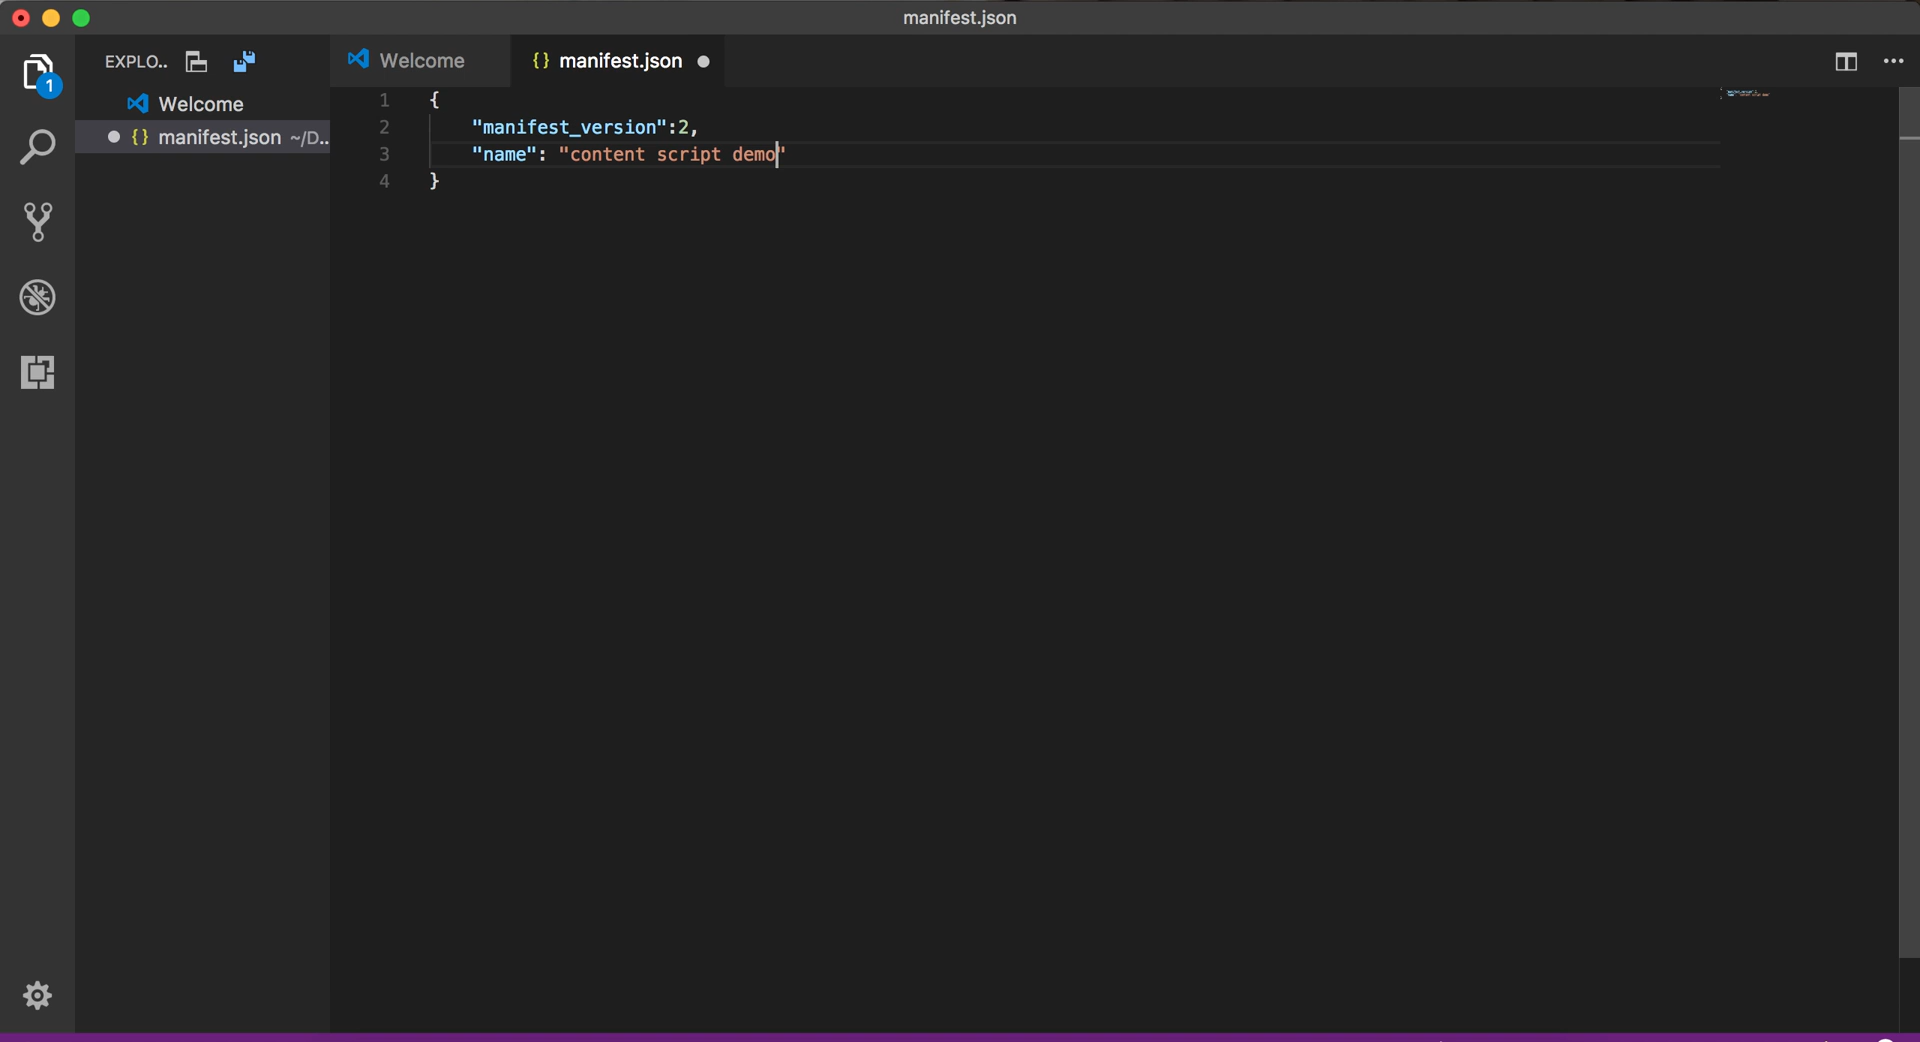 manifest.json
EXPLO..
Welcome
manifest.json
1
Welcome
manifest.json ~/D...
1 {
2 "manifest_version":2,
3 "name": "content script demo"
4 }